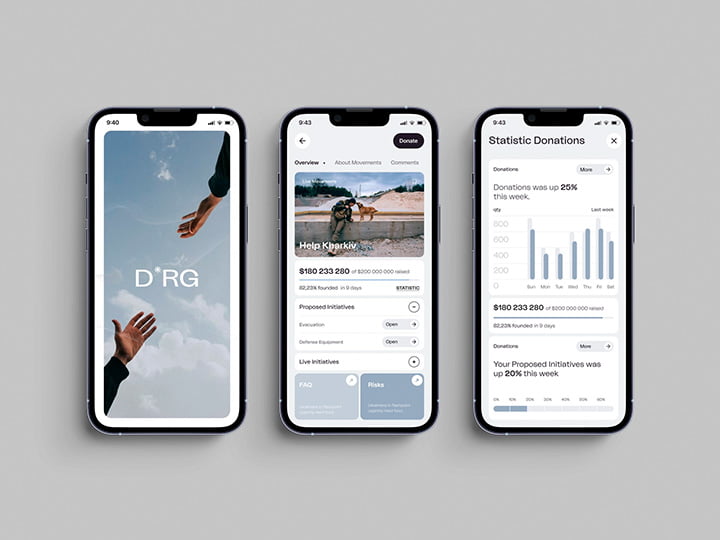 9:40
D*RG
9:43
Donate
Overview •
About Movements
Comments
Live Movements
Help Kharkiv
$180 233 280 of $200 000 000 raised
82,23% founded in 9 days
STATISTIC
Proposed Initiatives
Evacuation
Open
Defense Equipment
Open
Live Initiatives
FAQ
Risks
9:43
Statistic Donations
Donations
More
Donations was up 25%
this week.
qty
Last week
800
600
400
200
0
Sun Mon Tue Wed Thu Fri Sat
$180 233 280 of $200 000 000 raised
82,23% founded in 9 days
Donations
More
Your Proposed Initiatives was
up 20% this week
0% 10% 20% 30% 40% 50% 60%